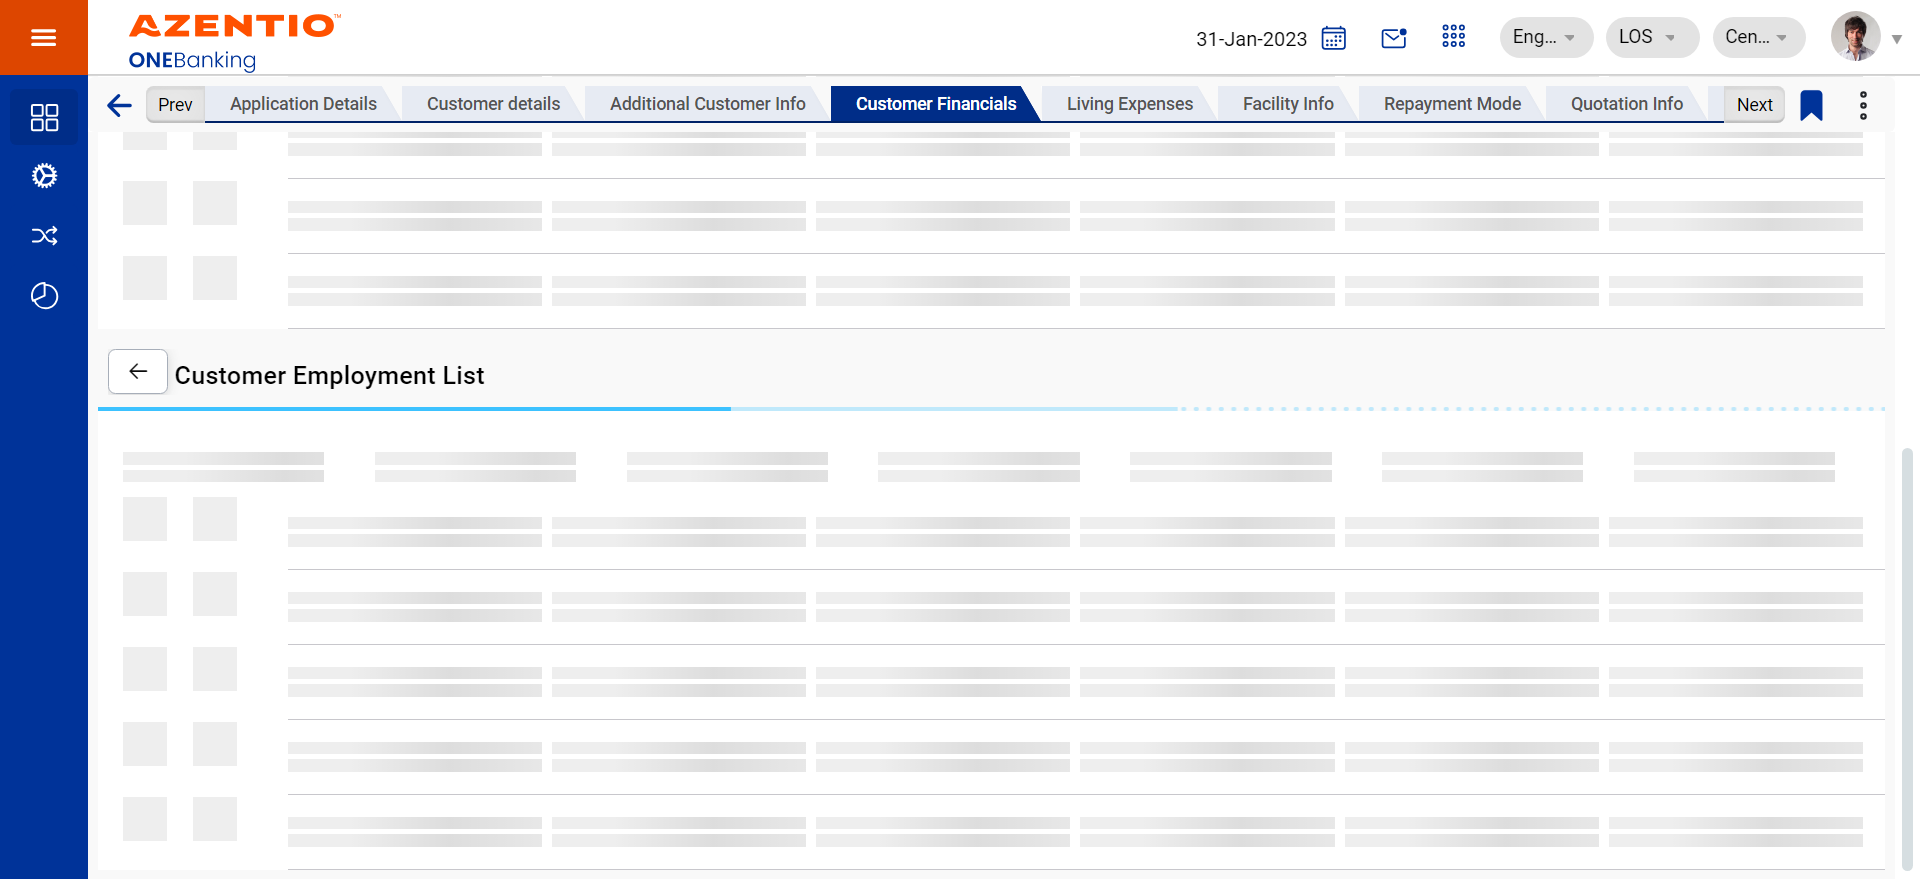 AZENTIO™
ONEBanking
31-Jan-2023
Eng...
LOS
Cen...
Prev
Application Details
Customer details
Additional Customer Info
Customer Financials
Living Expenses
Facility Info
Repayment Mode
Quotation Info
Next
Customer Employment List